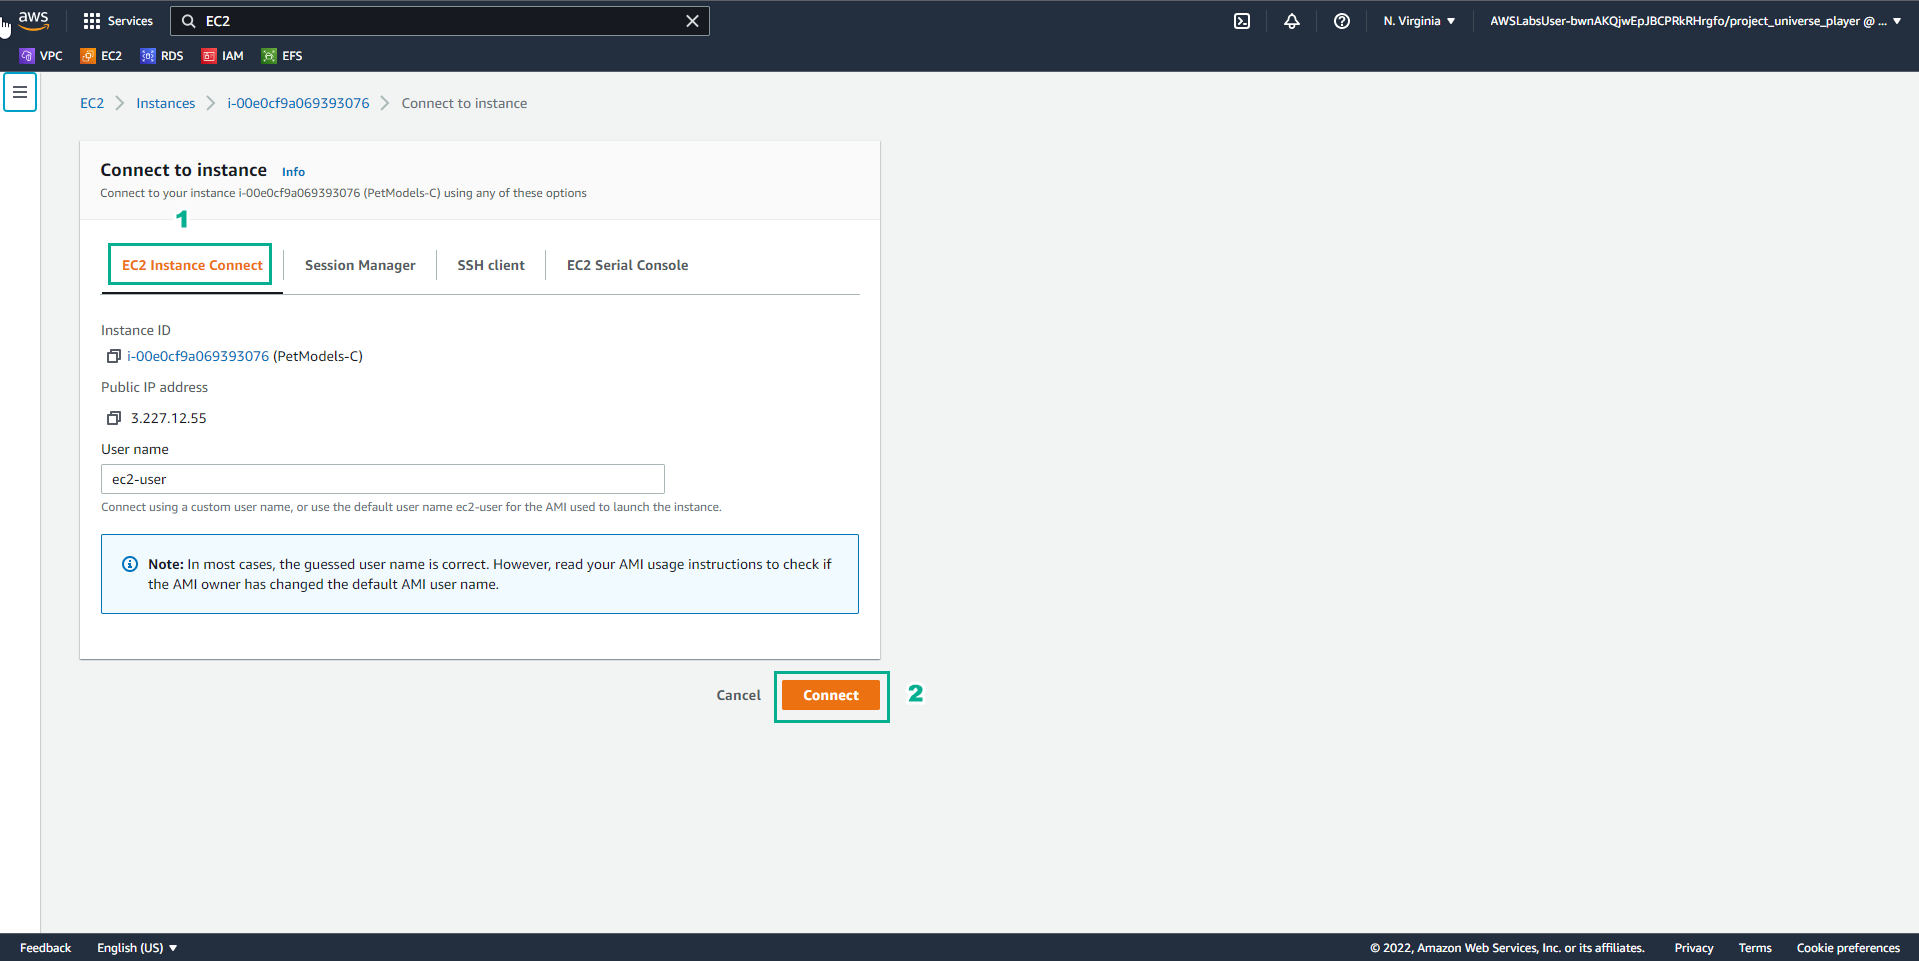 aws
Services
EC2
N. Virginia
AWSLabsUser-bwnAKQjwEpJBCPRkRHrgfo/project_universe_player @ ...
VPC
EC2
RDS
IAM
EFS
EC2
Instances
i-00e0cf9a069393076
Connect to instance
Connect to instance
Info
Connect to your instance i-00e0cf9a069393076 (PetModels-C) using any of these options
1
EC2 Instance Connect
Session Manager
SSH client
EC2 Serial Console
Instance ID
i-00e0cf9a069393076 (PetModels-C)
Public IP address
3.227.12.55
User name
ec2-user
Connect using a custom user name, or use the default user name ec2-user for the AMI used to launch the instance.
Note: In most cases, the guessed user name is correct. However, read your AMI usage instructions to check if
the AMI owner has changed the default AMI user name.
Cancel
Connect
2
Feedback
English (US)
© 2022, Amazon Web Services, Inc. or its affiliates.
Privacy
Terms
Cookie preferences